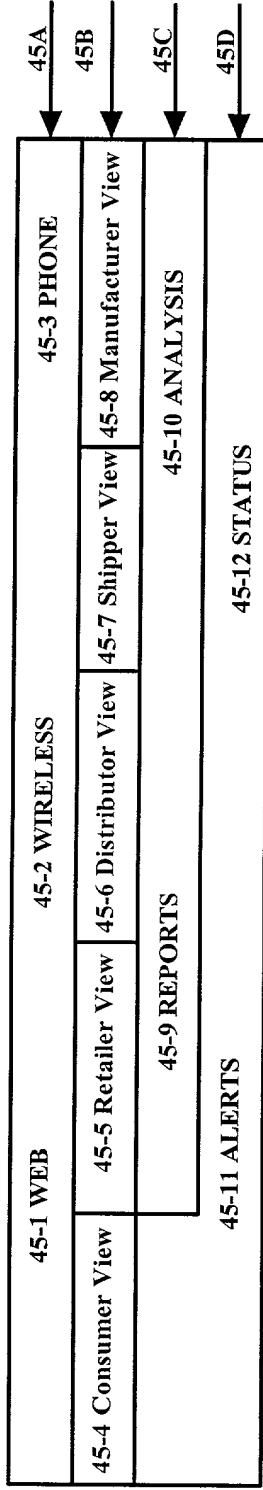 45-1 WEB 45-2 WIRELESS 45-3 PHONE 45A
45-4 Consumer View 45-5 Retailer View 45-6 Distributor View 45-7 Shipper View 45-8 Manufacturer View 45B
45-9 REPORTS 45-10 ANALYSIS 45C
45-11 ALERTS 45-12 STATUS 45D